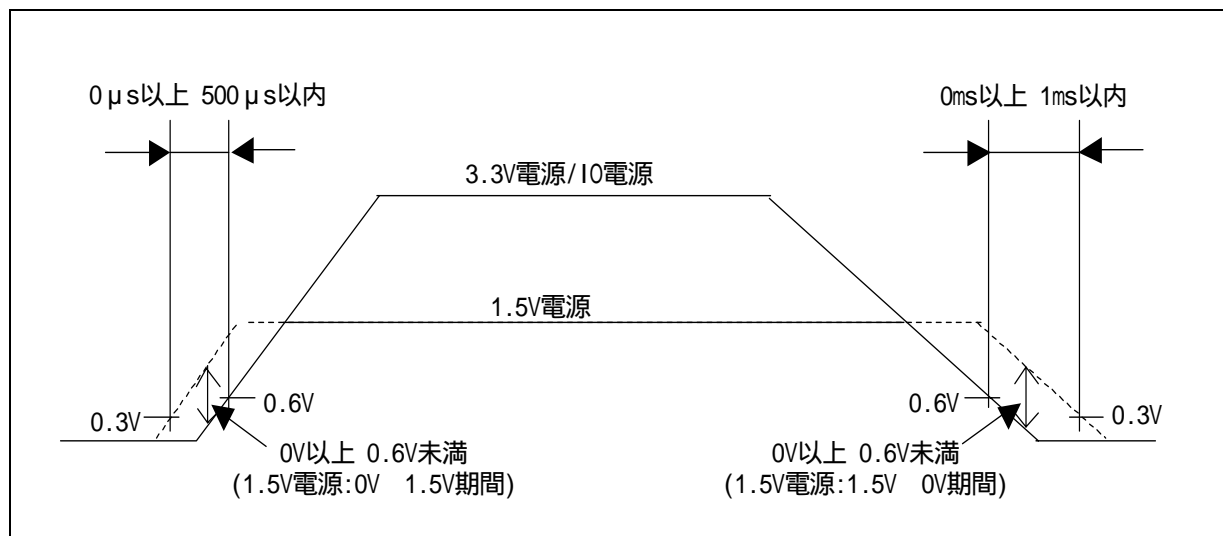 0μs以上 500μs以内
0ms以上 1ms以内
3.3V電源/IO電源
1.5V電源
0.3V
0.6V
0.6V
0.3V
0V以上 0.6V未満
(1.5V電源:0V 1.5V期間)
0V以上 0.6V未満
(1.5V電源:1.5V 0V期間)